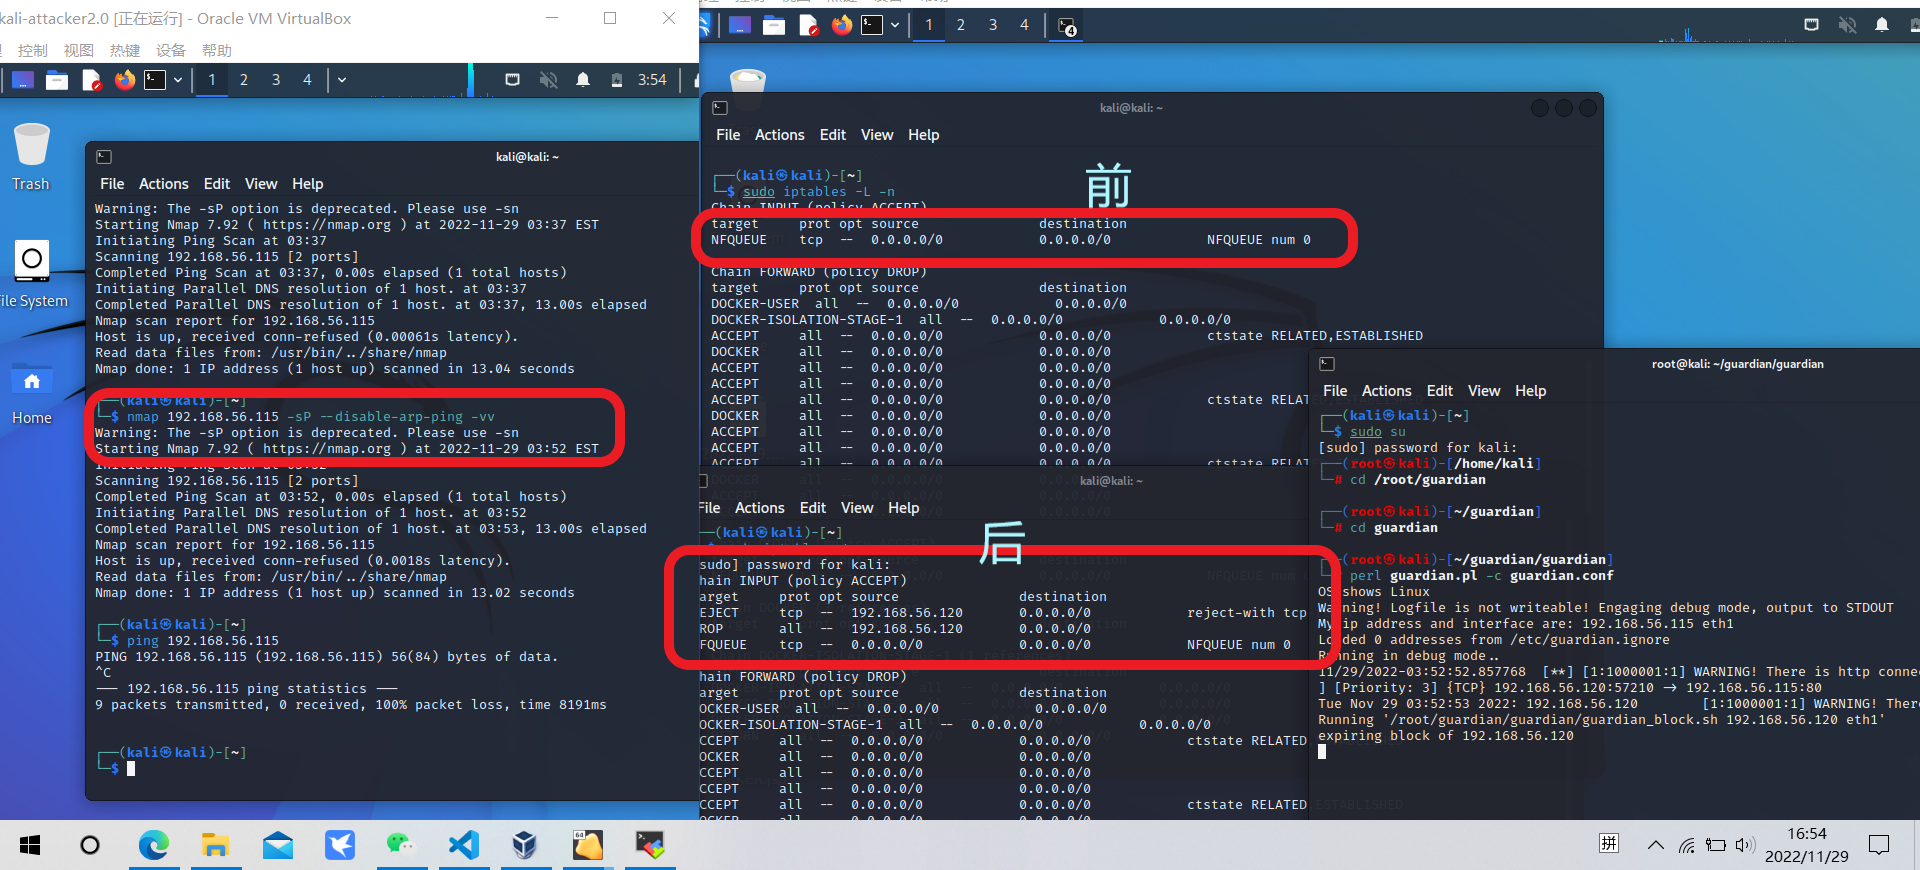 kali-attacker2.0 [正在运行] - Oracle VM VirtualBox
控制 视图 热键 设备 帮助
1 2 3 4 3:54
Trash
File System
Home
kali@kali: ~
File Actions Edit View Help
Warning: The -sP option is deprecated. Please use -sn
Starting Nmap 7.92 ( https://nmap.org ) at 2022-11-29 03:37 EST
Initiating Ping Scan at 03:37
Scanning 192.168.56.115 [2 ports]
Completed Ping Scan at 03:37, 0.00s elapsed (1 total hosts)
Initiating Parallel DNS resolution of 1 host. at 03:37
Completed Parallel DNS resolution of 1 host. at 03:37, 13.00s elapsed
Nmap scan report for 192.168.56.115
Host is up, received conn-refused (0.00061s latency).
Read data files from: /usr/bin/../share/nmap
Nmap done: 1 IP address (1 host up) scanned in 13.04 seconds
(kali㉿kali)-[~]
$ nmap 192.168.56.115 -sP --disable-arp-ping -vv
Warning: The -sP option is deprecated. Please use -sn
Starting Nmap 7.92 ( https://nmap.org ) at 2022-11-29 03:52 EST
Initiating Ping Scan at 03:52
Scanning 192.168.56.115 [2 ports]
Completed Ping Scan at 03:52, 0.00s elapsed (1 total hosts)
Initiating Parallel DNS resolution of 1 host. at 03:52
Completed Parallel DNS resolution of 1 host. at 03:53, 13.00s elapsed
Nmap scan report for 192.168.56.115
Host is up, received conn-refused (0.0018s latency).
Read data files from: /usr/bin/../share/nmap
Nmap done: 1 IP address (1 host up) scanned in 13.02 seconds
(kali㉿kali)-[~]
$ ping 192.168.56.115
PING 192.168.56.115 (192.168.56.115) 56(84) bytes of data.
^C
--- 192.168.56.115 ping statistics ---
9 packets transmitted, 0 received, 100% packet loss, time 8191ms
(kali㉿kali)-[~]
$
1 2 3 4 4
kali@kali: ~
File Actions Edit View Help
前
(kali㉿kali)-[~]
$ sudo iptables -L -n
Chain INPUT (policy ACCEPT)
target prot opt source destination
NFQUEUE tcp -- 0.0.0.0/0 0.0.0.0/0 NFQUEUE num 0
Chain FORWARD (policy DROP)
target prot opt source destination
DOCKER-USER all -- 0.0.0.0/0 0.0.0.0/0
DOCKER-ISOLATION-STAGE-1 all -- 0.0.0.0/0 0.0.0.0/0
ACCEPT all -- 0.0.0.0/0 0.0.0.0/0 ctstate RELATED,ESTABLISHED
DOCKER all -- 0.0.0.0/0 0.0.0.0/0
ACCEPT all -- 0.0.0.0/0 0.0.0.0/0
ACCEPT all -- 0.0.0.0/0 0.0.0.0/0
ACCEPT all -- 0.0.0.0/0 0.0.0.0/0 ctstate REL
DOCKER all -- 0.0.0.0/0 0.0.0.0/0
ACCEPT all -- 0.0.0.0/0 0.0.0.0/0
ACCEPT all -- 0.0.0.0/0 0.0.0.0/0
ACCEPT all -- 0.0.0.0/0 0.0.0.0/0 ctstate REL
kali@kali: ~
File Actions Edit View Help
后
(kali㉿kali)-[~]
sudo] password for kali:
hain INPUT (policy ACCEPT)
arget prot opt source destination
EJECT tcp -- 192.168.56.120 0.0.0.0/0 reject-with tcp-
ROP all -- 192.168.56.120 0.0.0.0/0
FQUEUE tcp -- 0.0.0.0/0 0.0.0.0/0 NFQUEUE num 0
hain FORWARD (policy DROP)
arget prot opt source destination
OCKER-USER all -- 0.0.0.0/0 0.0.0.0/0
OCKER-ISOLATION-STAGE-1 all -- 0.0.0.0/0 0.0.0.0/0
CCEPT all -- 0.0.0.0/0 0.0.0.0/0 ctstate RELATED,ESTABLISHED
OCKER all -- 0.0.0.0/0 0.0.0.0/0
CCEPT all -- 0.0.0.0/0 0.0.0.0/0
CCEPT all -- 0.0.0.0/0 0.0.0.0/0
CCEPT all -- 0.0.0.0/0 0.0.0.0/0 ctstate RELATED,ESTABLISHED
OCKER all -- 0.0.0.0/0 0.0.0.0/0
root@kali: ~/guardian/guardian
File Actions Edit View Help
(kali㉿kali)-[~]
$ sudo su
[sudo] password for kali:
(root㉿kali)-[/home/kali]
# cd /root/guardian
(root㉿kali)-[~/guardian]
# cd guardian
(root㉿kali)-[~/guardian/guardian]
perl guardian.pl -c guardian.conf
OS shows Linux
Warning! Logfile is not writeable! Engaging debug mode, output to STDOUT
My ip address and interface are: 192.168.56.115 eth1
Loaded 0 addresses from /etc/guardian.ignore
Running in debug mode..
11/29/2022-03:52:52.857768 [**] [1:1000001:1] WARNING! There is http conne
] [Priority: 3] {TCP} 192.168.56.120:57210 -> 192.168.56.115:80
Tue Nov 29 03:52:53 2022: 192.168.56.120 [1:1000001:1] WARNING! Ther
Running '/root/guardian/guardian/guardian_block.sh 192.168.56.120 eth1'
expiring block of 192.168.56.120
64
拼
16:54
2022/11/29